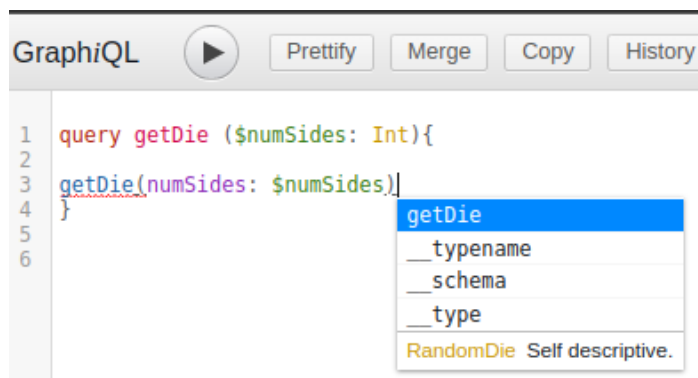 GraphiQL Prettify Merge Copy History
1 query getDie ($numSides: Int){
2
3 getDie(numSides: $numSides)
4 }
5
6
getDie
__typename
__schema
__type
RandomDie Self descriptive.